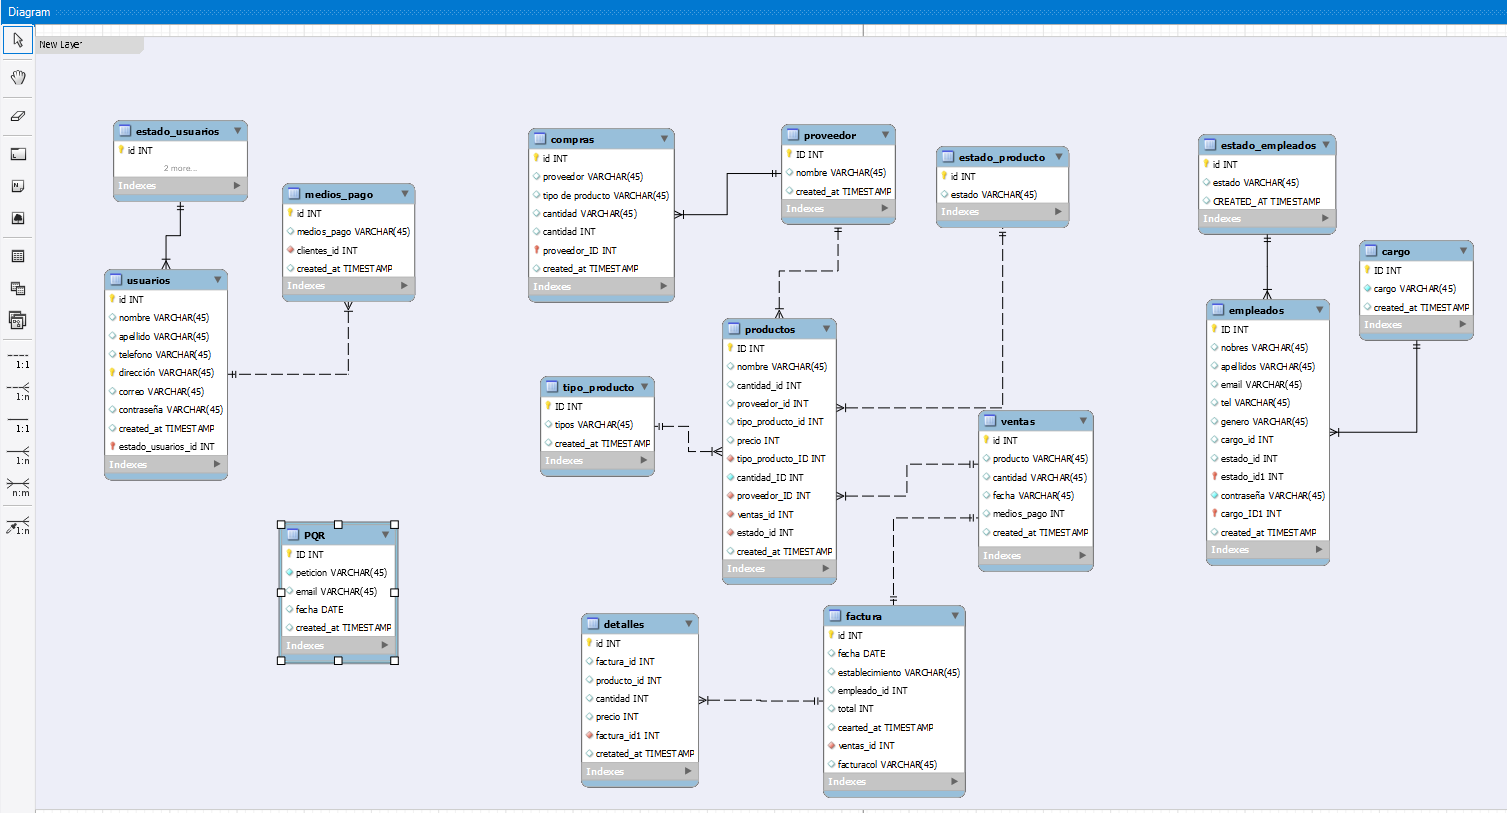 Diagram
New Layer
estado_usuarios
id INT
2 more...
Indexes
medios_pago
id INT
medios_pago VARCHAR(45)
clientes_id INT
created_at TIMESTAMP
Indexes
usuarios
id INT
nombre VARCHAR(45)
apellido VARCHAR(45)
telefono VARCHAR(45)
dirección VARCHAR(45)
correo VARCHAR(45)
contraseña VARCHAR(45)
created_at TIMESTAMP
estado_usuarios_id INT
Indexes
PQR
ID INT
peticion VARCHAR(45)
email VARCHAR(45)
fecha DATE
created_at TIMESTAMP
Indexes
compras
id INT
proveedor VARCHAR(45)
tipo de producto VARCHAR(45)
cantidad VARCHAR(45)
cantidad INT
proveedor_ID INT
created_at TIMESTAMP
Indexes
proveedor
ID INT
nombre VARCHAR(45)
created_at TIMESTAMP
Indexes
estado_producto
id INT
estado VARCHAR(45)
Indexes
tipo_producto
ID INT
tipos VARCHAR(45)
created_at TIMESTAMP
Indexes
productos
ID INT
nombre VARCHAR(45)
cantidad_id INT
proveedor_id INT
tipo_producto_id INT
precio INT
tipo_producto_ID INT
cantidad_ID INT
proveedor_ID INT
ventas_id INT
estado_id INT
created_at TIMESTAMP
Indexes
ventas
id INT
producto VARCHAR(45)
cantidad VARCHAR(45)
fecha VARCHAR(45)
medios_pago INT
created_at TIMESTAMP
Indexes
detalles
id INT
factura_id INT
producto_id INT
cantidad INT
precio INT
factura_id1 INT
cretated_at TIMESTAMP
Indexes
factura
id INT
fecha DATE
establecimiento VARCHAR(45)
empleado_id INT
total INT
cearted_at TIMESTAMP
ventas_id INT
facturacol VARCHAR(45)
Indexes
estado_empleados
id INT
estado VARCHAR(45)
CREATED_AT TIMESTAMP
Indexes
cargo
ID INT
cargo VARCHAR(45)
created_at TIMESTAMP
Indexes
empleados
ID INT
nobres VARCHAR(45)
apellidos VARCHAR(45)
email VARCHAR(45)
tel VARCHAR(45)
genero VARCHAR(45)
cargo_id INT
estado_id INT
estado_id1 INT
contraseña VARCHAR(45)
cargo_ID1 INT
created_at TIMESTAMP
Indexes
1:1
1:n
1:1
1:n
n:m
1:n